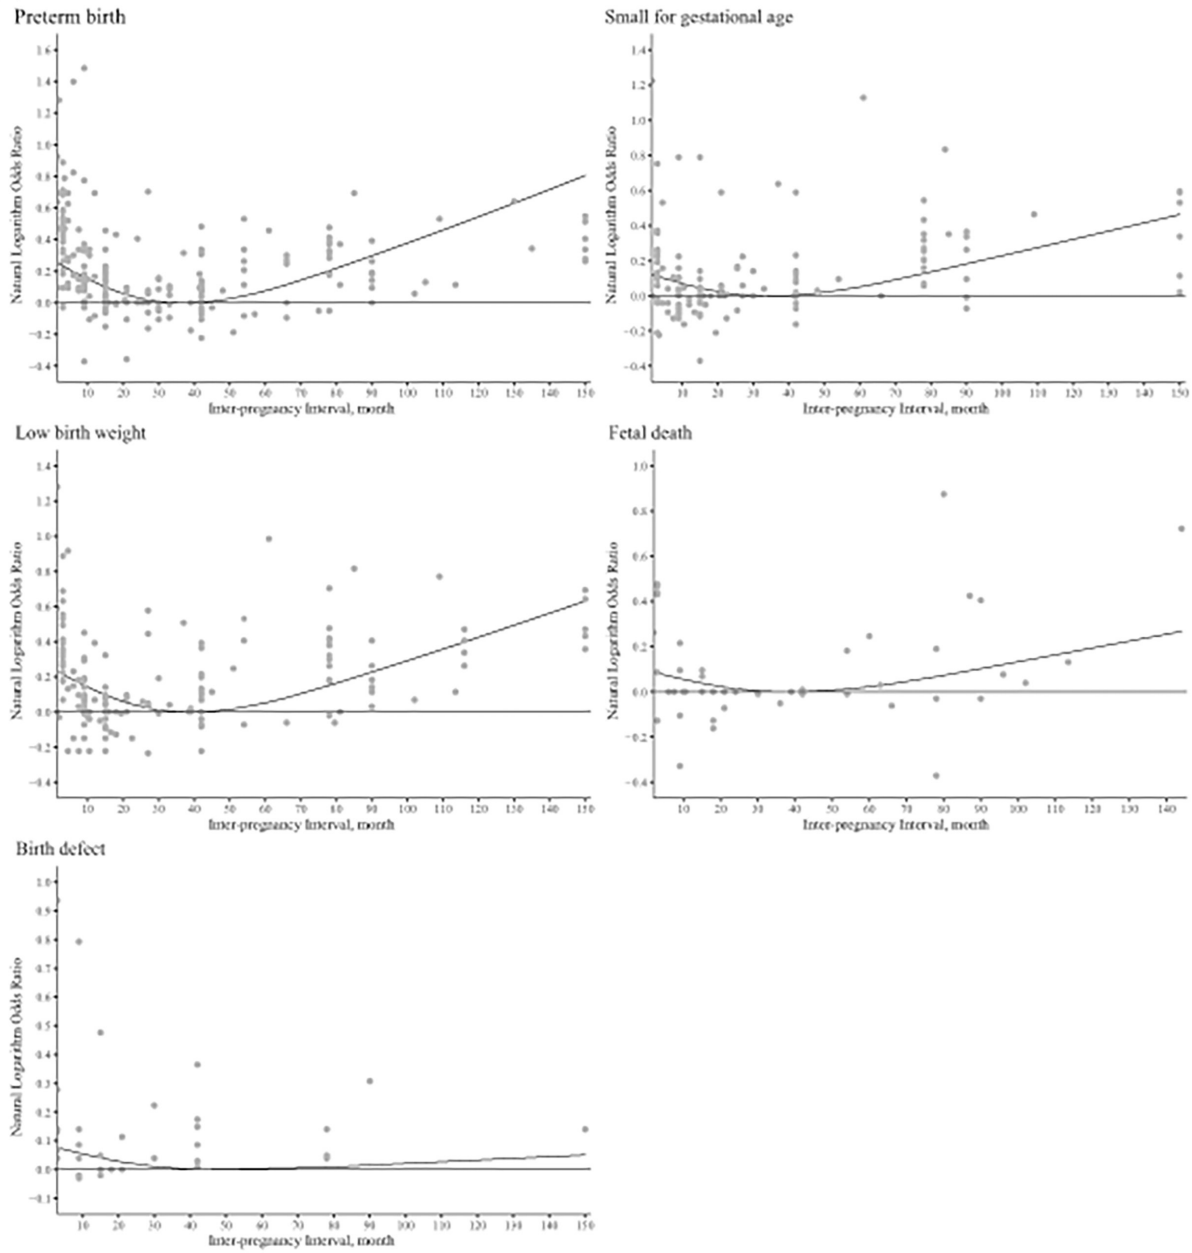 Preterm birth
Natural Logarithm Odds Ratio
1.6
1.4
1.2
1.0
0.8
0.6
0.4
0.2
0.0
-0.2
-0.4
10 20 30 40 50 60 70 80 90 100 110 120 130 140 150
Inter-pregnancy Interval, month
Small for gestational age
Natural Logarithm Odds Ratio
1.4
1.2
1.0
0.8
0.6
0.4
0.2
0.0
-0.2
-0.4
10 20 30 40 50 60 70 80 90 100 110 120 130 140 150
Inter-pregnancy Interval, month
Low birth weight
Natural Logarithm Odds Ratio
1.4
1.2
1.0
0.8
0.6
0.4
0.2
0.0
-0.2
-0.4
10 20 30 40 50 60 70 80 90 100 110 120 130 140 150
Inter-pregnancy Interval, month
Fetal death
Natural Logarithm Odds Ratio
1.0
0.8
0.6
0.4
0.2
0.0
-0.2
-0.4
10 20 30 40 50 60 70 80 90 100 110 120 130 140
Inter-pregnancy Interval, month
Birth defect
Natural Logarithm Odds Ratio
1.0
0.9
0.8
0.7
0.6
0.5
0.4
0.3
0.2
0.1
0.0
-0.1
10 20 30 40 50 60 70 80 90 100 110 120 130 140 150
Inter-pregnancy Interval, month